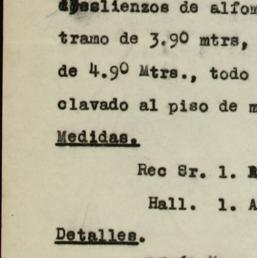 lienzos de alfom
tramo de 3.90 mtrs,
de 4.90 Mtrs., todo
clavado al piso de m
Medidas.
Rec Sr. 1.
Hall. 1. A
Detalles.